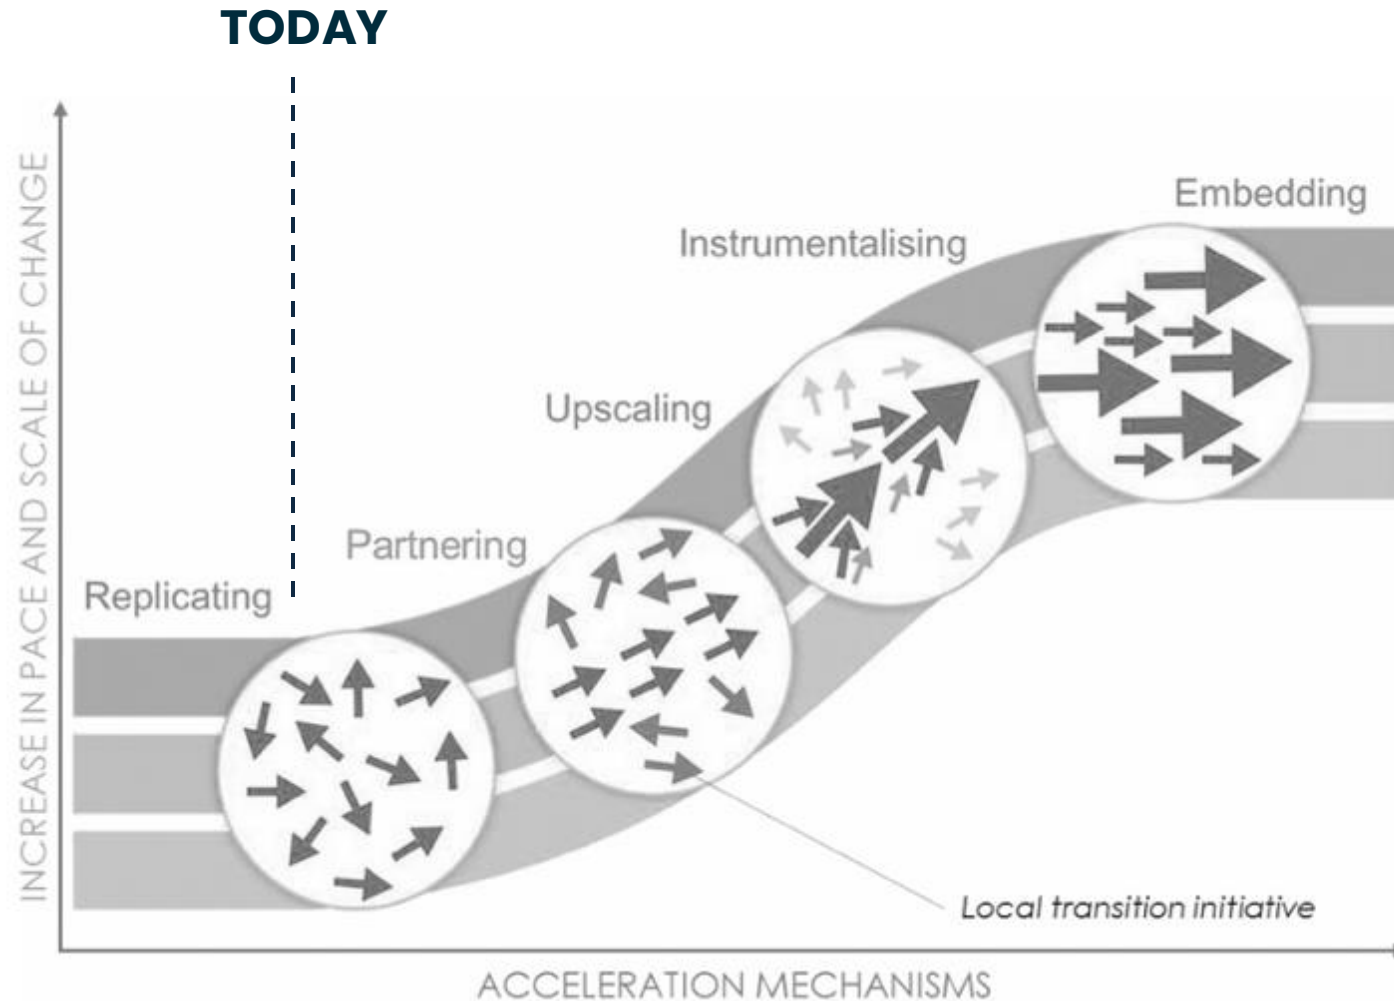 TODAY
INCREASE IN PACE AND SCALE OF CHANGE
Embedding
Instrumentalising
Upscaling
Partnering
Replicating
Local transition initiative
ACCELERATION MECHANISMS